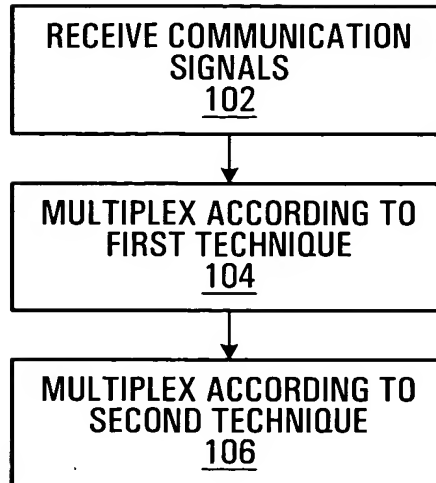 RECEIVE COMMUNICATION
SIGNALS
102
MULTIPLEX ACCORDING TO
FIRST TECHNIQUE
104
MULTIPLEX ACCORDING TO
SECOND TECHNIQUE
106